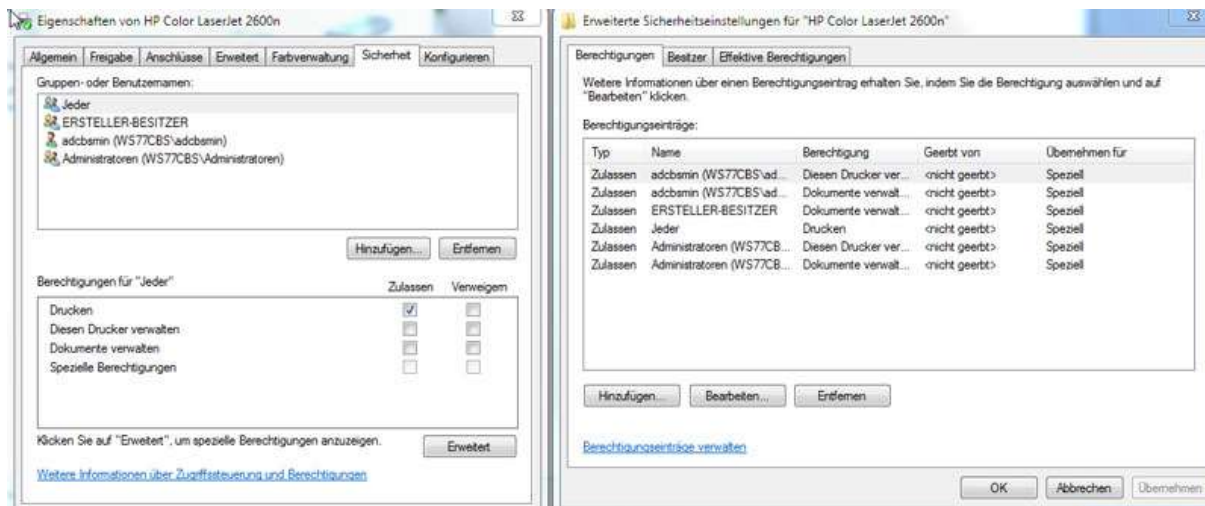 Eigenschaften von HP Color LaserJet 2600n
Allgemein Freigabe Anschlüsse Erweitert Farbverwaltung Sicherheit Konfigurieren
Gruppen- oder Benutzernamen:
Jeder
ERSTELLER-BESITZER
adcbsmin (WS77CBS\adcbsmin)
Administratoren (WS77CBS\Administratoren)
Hinzufügen... Entfernen
Berechtigungen für "Jeder" Zulassen Verweigern
Drucken
Diesen Drucker verwalten
Dokumente verwalten
Spezielle Berechtigungen
Klicken Sie auf "Erweitert", um spezielle Berechtigungen anzuzeigen.
Erweitert
Weitere Informationen über Zugriffssteuerung und Berechtigungen
Erweiterte Sicherheitseinstellungen für "HP Color LaserJet 2600n"
Berechtigungen Besitzer Effektive Berechtigungen
Weitere Informationen über einen Berechtigungseintrag erhalten Sie, indem Sie die Berechtigung auswählen und auf
"Bearbeiten" klicken.
Berechtigungseinträge:
Typ Name Berechtigung Geerbt von Übernehmen für
Zulassen adcbsmin (WS77CBS\ad... Diesen Drucker ver... <nicht geerbt> Speziell
Zulassen adcbsmin (WS77CBS\ad... Dokumente verwalt... <nicht geerbt> Speziell
Zulassen ERSTELLER-BESITZER Dokumente verwalt... <nicht geerbt> Speziell
Zulassen Jeder Drucken <nicht geerbt> Speziell
Zulassen Administratoren (WS77CB... Diesen Drucker ver... <nicht geerbt> Speziell
Zulassen Administratoren (WS77CB... Dokumente verwalt... <nicht geerbt> Speziell
Hinzufügen... Bearbeiten... Entfernen
Berechtigungseinträge verwalten
OK Abbrechen Übernehmen